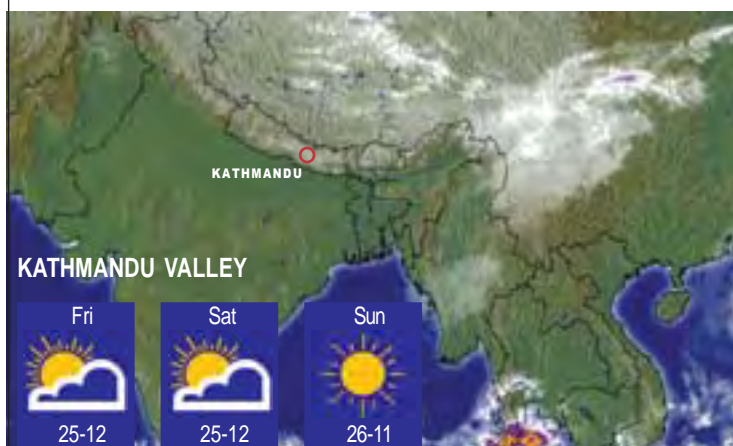 KATHMANDU
KATHMANDU VALLEY
Fri Sat Sun
25-12 25-12 26-11